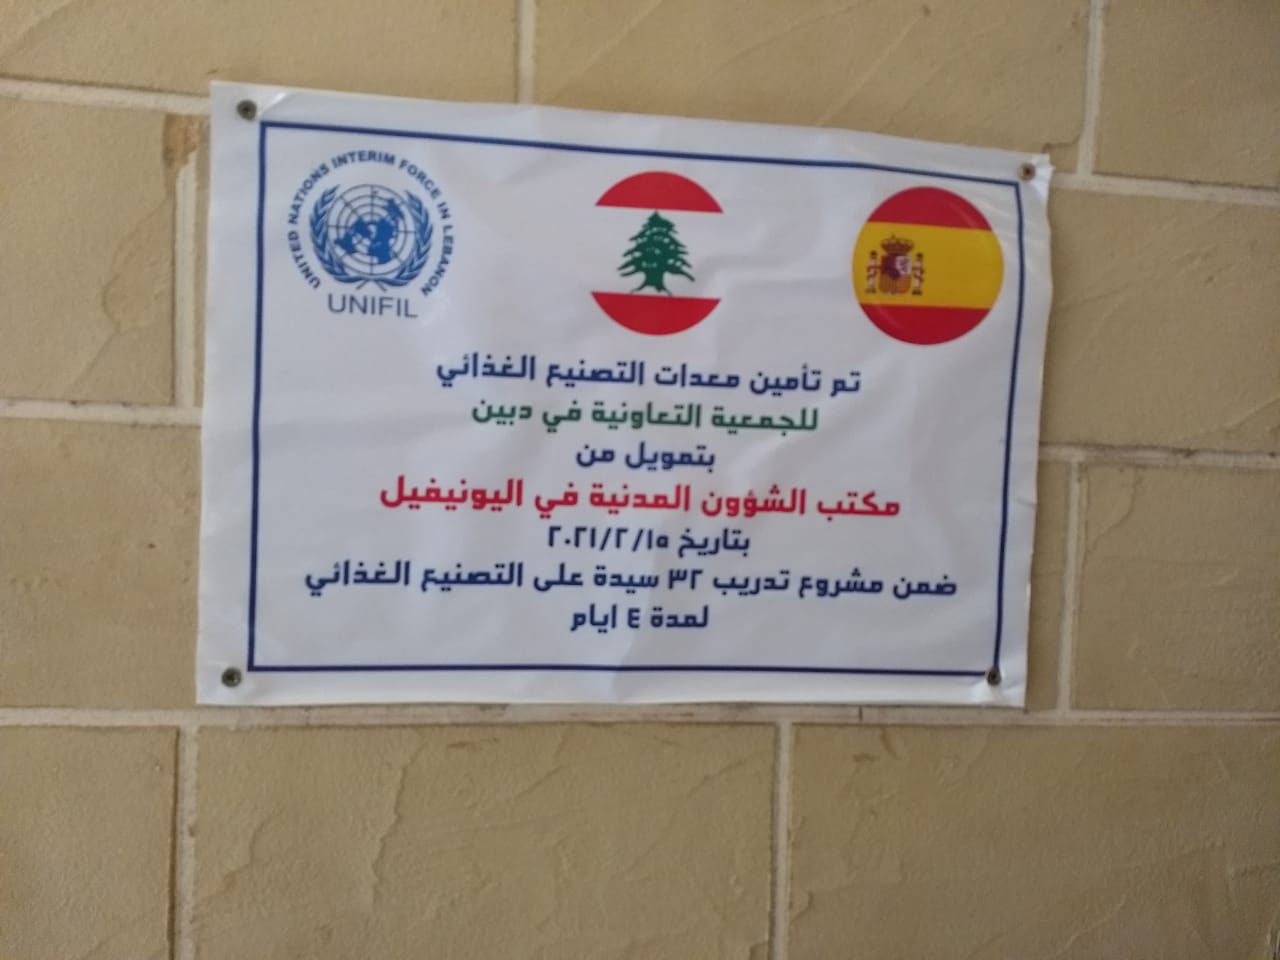 UNITED NATIONS INTERIM FORCE IN LEBANON
UNIFIL
تم تأمين معدات التصنيع الغذائي
للجمعية التعاونية في دبين
بتمويل من
مكتب الشؤون المدنية في اليونيفيل
بتاريخ ٢٠٢١/٢/١٥
ضمن مشروع تدريب ٣٢ سيدة على التصنيع الغذائي
لمدة ٤ ايام